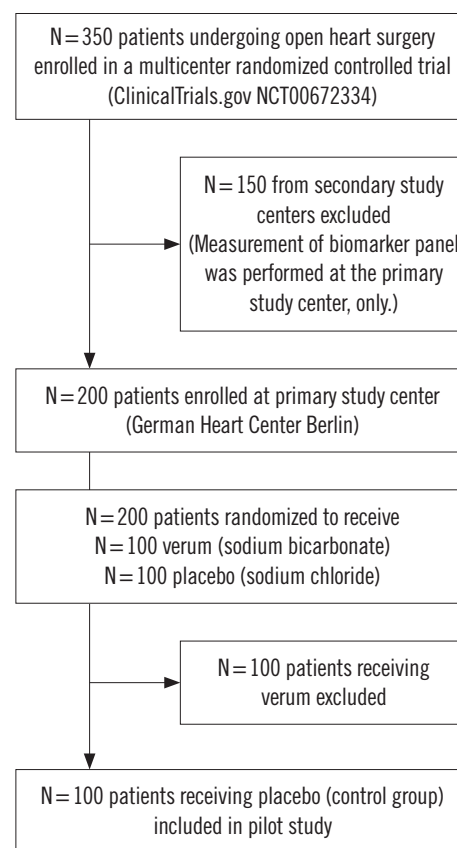 N=350 patients undergoing open heart surgery
enrolled in a multicenter randomized controlled trial
(ClinicalTrials.gov NCT00672334)
N=150 from secondary study
centers excluded
(Measurement of biomarker panel
was performed at the primary
study center, only.)
N=200 patients enrolled at primary study center
(German Heart Center Berlin)
N=200 patients randomized to receive
N=100 verum (sodium bicarbonate)
N=100 placebo (sodium chloride)
N=100 patients receiving
verum excluded
N=100 patients receiving placebo (control group)
included in pilot study